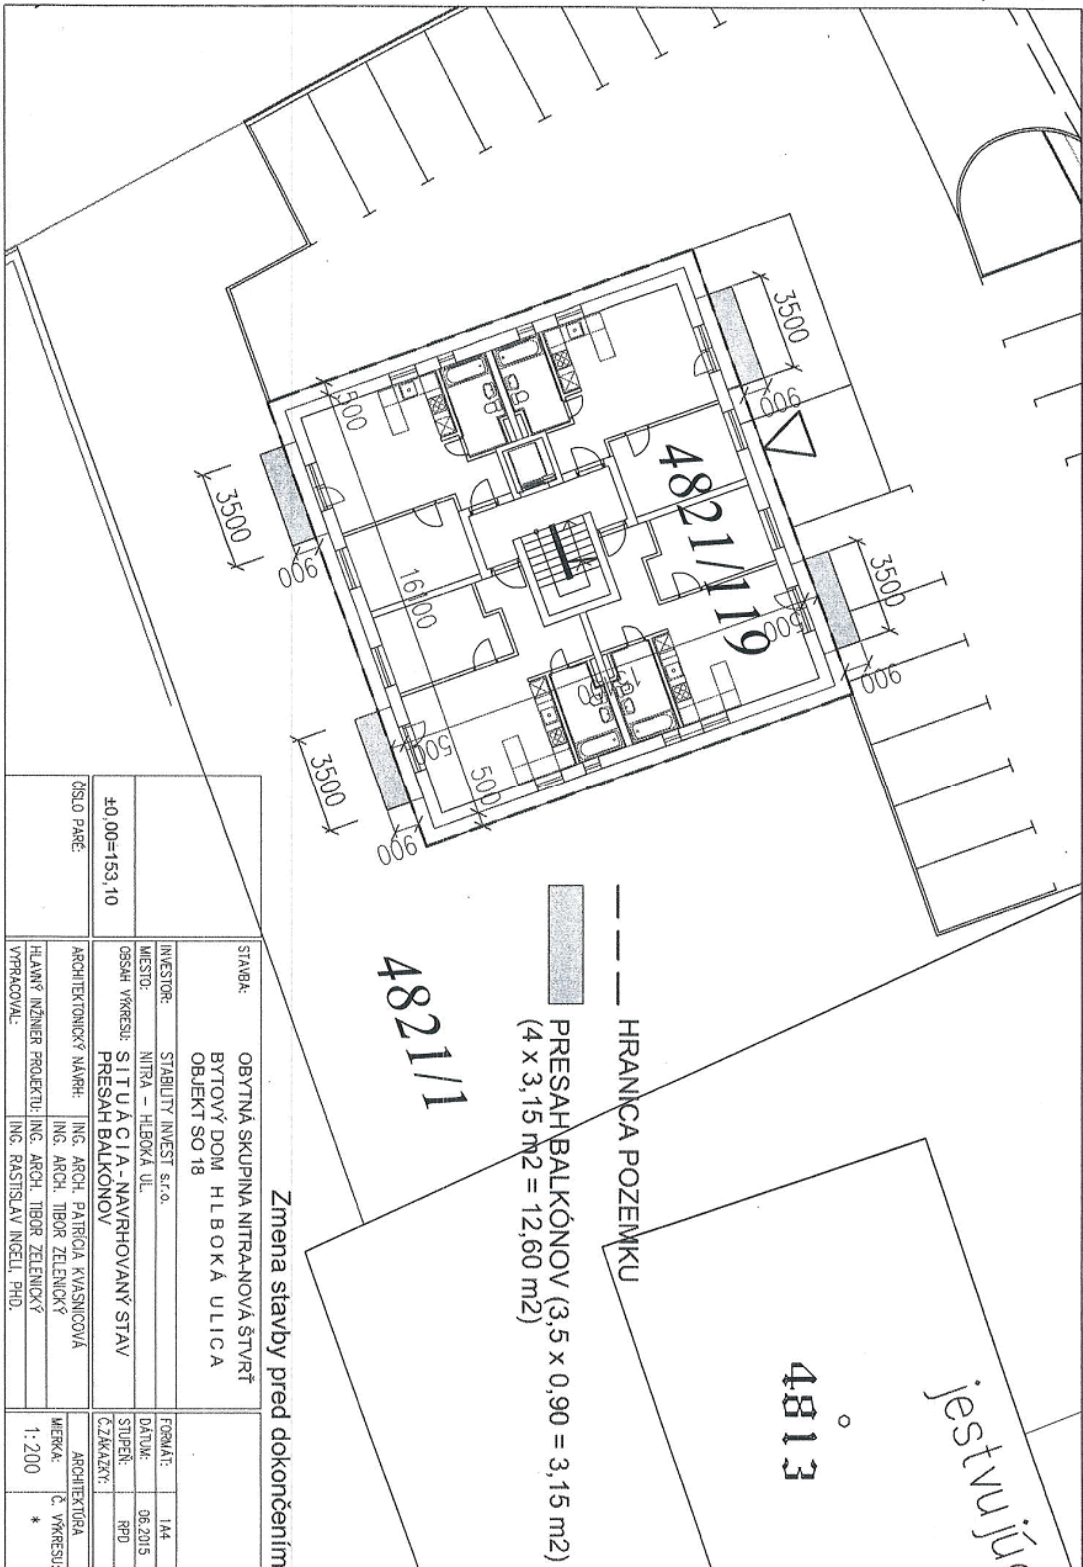 3500
900
3500
900
500
3500
900
500
16100
4821/119
500
500
3500
900
HRANICA POZEMKU
PRESAH BALKÓNOV (3,5 x 0,90 = 3,15 m2)
(4 x 3,15 m2 = 12,60 m2)
4821/1
4813
jestvujúc
Zmena stavby pred dokončením
STAVBA: OBYTNÁ SKUPINA NITRA-NOVÁ ŠTVRŤ
BYTOVÝ DOM HLBOKÁ ULICA
OBJEKT SO 18
INVESTOR: STABILITY INVEST s.r.o.
MIESTO: NITRA – HLBOKÁ UL.
OBSAH VÝKRESU: SITUÁCIA-NAVRHOVANÝ STAV
PRESAH BALKÓNOV
FORMÁT: 1A4
DÁTUM: 06.2015
STUPEŇ: RPD
Č.ZÁKAZKY:
±0,00=153,10
ČÍSLO PARÉ:
ARCHITEKTONICKÝ NÁVRH: ING. ARCH. PATRÍCIA KVASNICOVÁ
ING. ARCH. TIBOR ZELENICKÝ
HLAVNÝ INŽINIER PROJEKTU: ING. ARCH. TIBOR ZELENICKÝ
VYPRACOVAL: ING. RASTISLAV INGELI, PHD.
ARCHITEKTÚRA
MIERKA: Č. VÝKRESU:
1:200 *